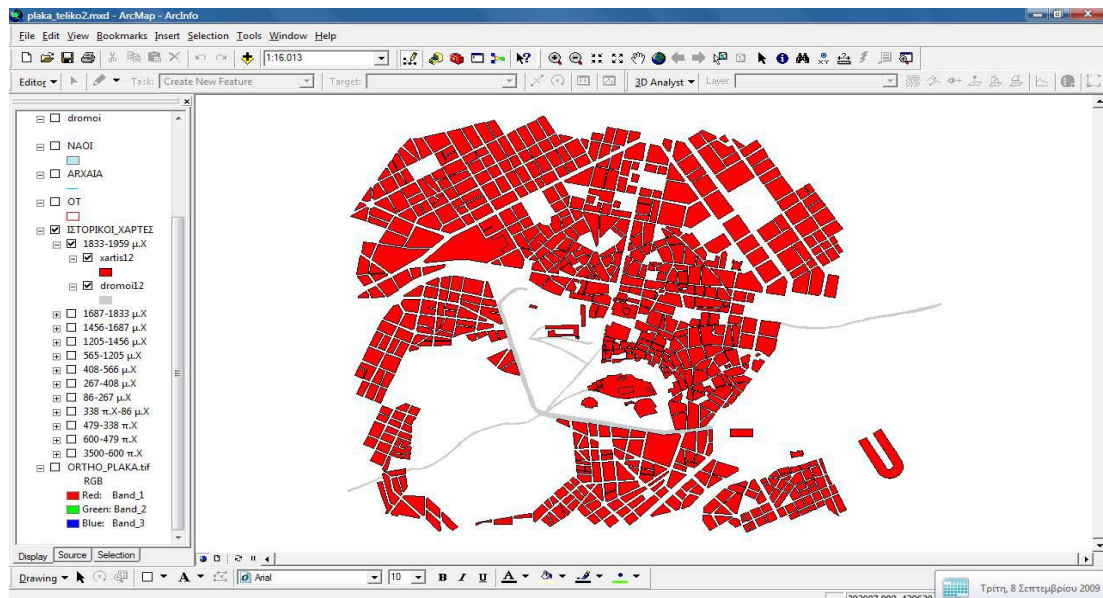 plaka_teliko2.mxd - ArcMap - ArcInfo
File Edit View Bookmarks Insert Selection Tools Window Help
1:16.013
Editor Task: Create New Feature Target: 3D Analyst Layer:
dromoi
NAOI
ARXAIA
OT
ΙΣΤΟΡΙΚΟΙ_ΧΑΡΤΕΣ
1833-1959 μ.Χ
xartis12
dromoi12
1687-1833 μ.Χ
1456-1687 μ.Χ
1205-1456 μ.Χ
565-1205 μ.Χ
408-566 μ.Χ
267-408 μ.Χ
86-267 μ.Χ
338 π.Χ-86 μ.Χ
479-338 π.Χ
600-479 π.Χ
3500-600 π.Χ
ORTHO_PLAKA.tif
RGB
Red: Band_1
Green: Band_2
Blue: Band_3
Display Source Selection
Drawing A Arial 10 B I U A
Τρίτη, 8 Σεπτεμβρίου 2009